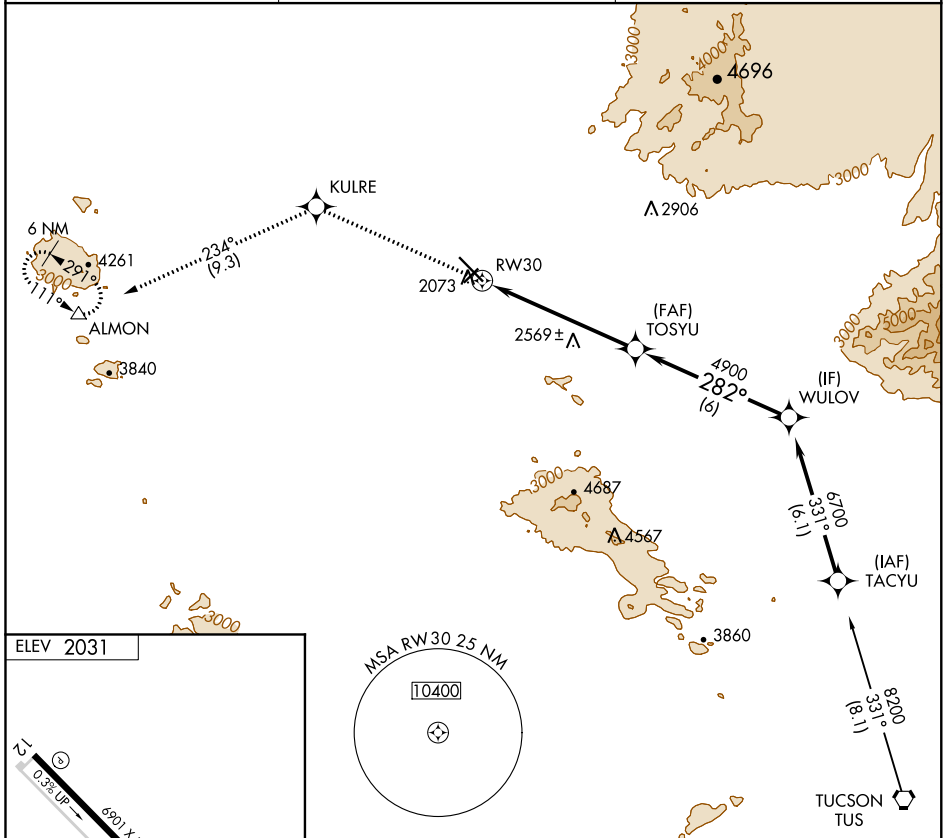 3000
4000
4696
3000
2906
KULRE
6 NM
4261
291°
3000
111°
234°
(9.3)
RW30
2073
ALMON
(FAF)
TOSYU
2569±
3000
5000
3840
4900
282°
(6)
(IF)
WULOV
3000
4687
4567
6700
331°
(6.1)
(IAF)
TACYU
3000
3860
ELEV 2031
MSA RW30 25 NM
10400
8200
331°
(8.1)
12
P
0.3% UP
6901 X
TUCSON
TUS